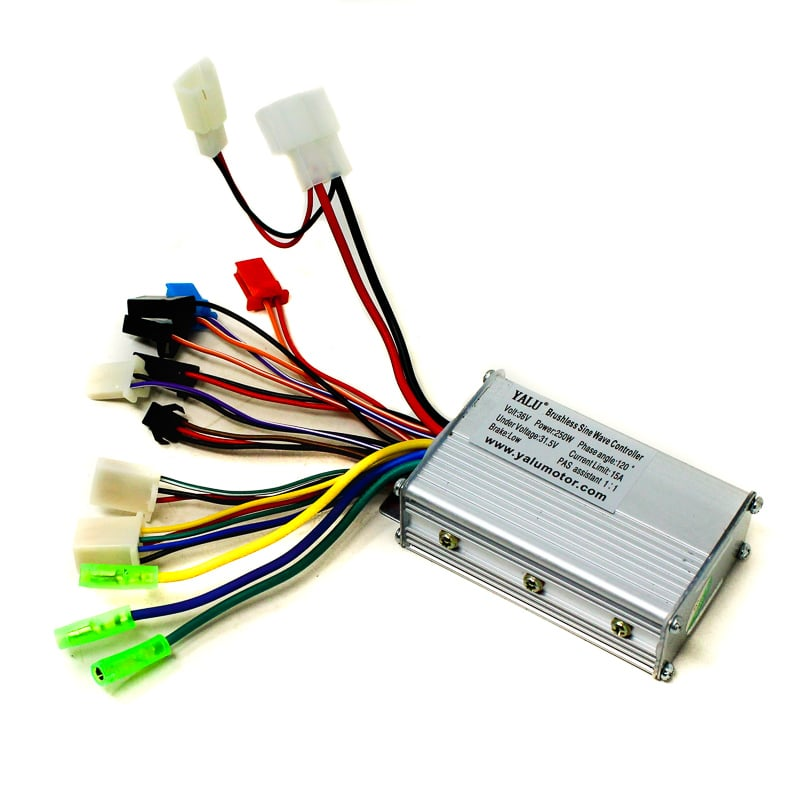 YALU® Brushless Sine Wave Controller
Volt:36V Power:250W Phase angle:120°
Under Voltage:31.5V Current Limit:15A
Brake:Low PAS assistant 1:1
www.yalumotor.com